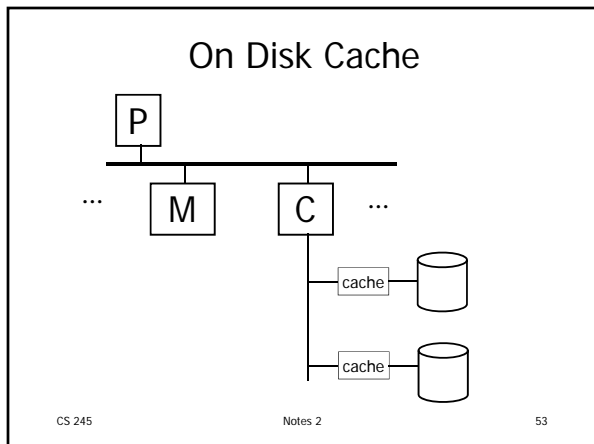 On Disk Cache
P
... M C ...
cache
cache
CS 245 Notes 2 53